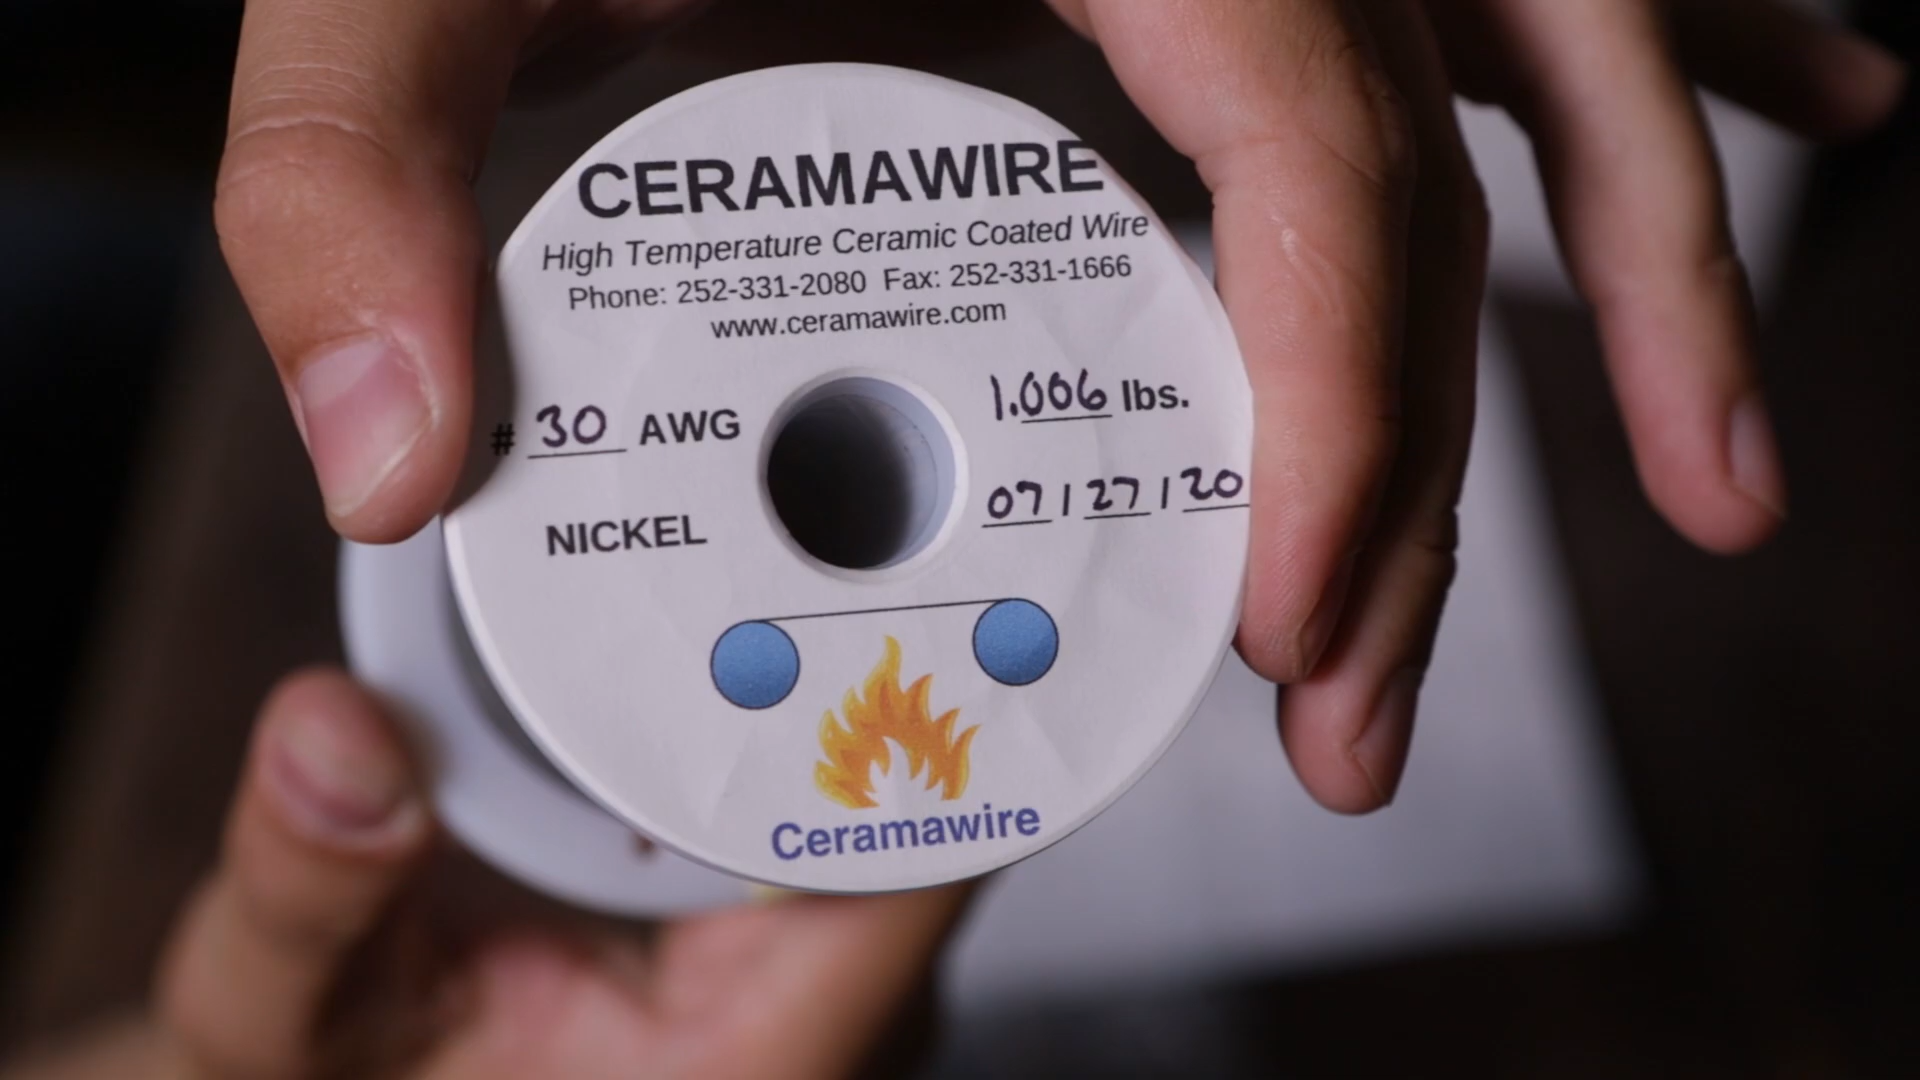 CERAMAWIRE
High Temperature Ceramic Coated Wire
Phone: 252-331-2080 Fax: 252-331-1666
www.ceramawire.com
# 30 AWG
1.006 lbs.
NICKEL
07 / 27 / 20
Ceramawire